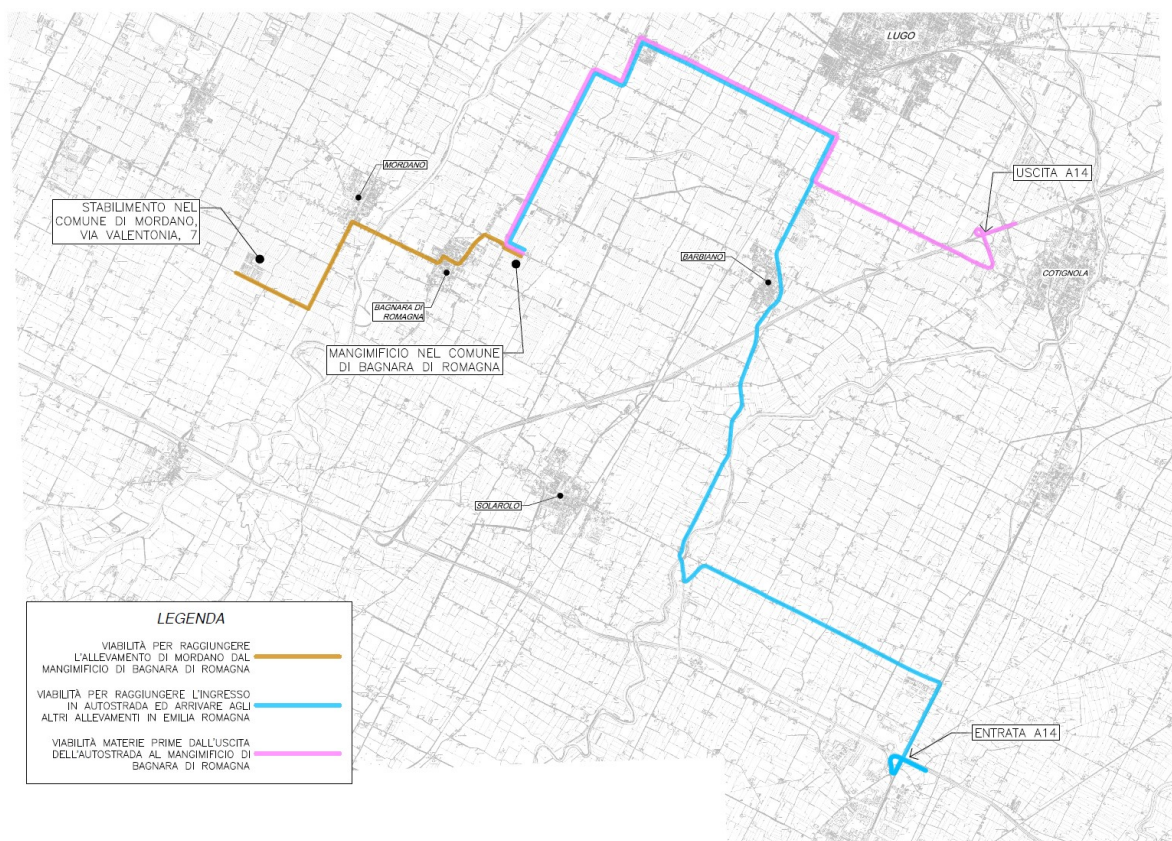 LUGO
MORDANO
USCITA A14
STABILIMENTO NEL
COMUNE DI MORDANO,
VIA VALENTONIA, 7
BARBIANO
COTIGNOLA
BAGNARA DI
ROMAGNA
MANGIMIFICIO NEL COMUNE
DI BAGNARA DI ROMAGNA
SOLAROLO
LEGENDA
VIABILITÀ PER RAGGIUNGERE
L'ALLEVAMENTO DI MORDANO DAL
MANGIMIFICIO DI BAGNARA DI ROMAGNA
VIABILITÀ PER RAGGIUNGERE L'INGRESSO
IN AUTOSTRADA ED ARRIVARE AGLI
ALTRI ALLEVAMENTI IN EMILIA ROMAGNA
VIABILITÀ MATERIE PRIME DALL'USCITA
DELL'AUTOSTRADA AL MANGIMIFICIO DI
BAGNARA DI ROMAGNA
ENTRATA A14